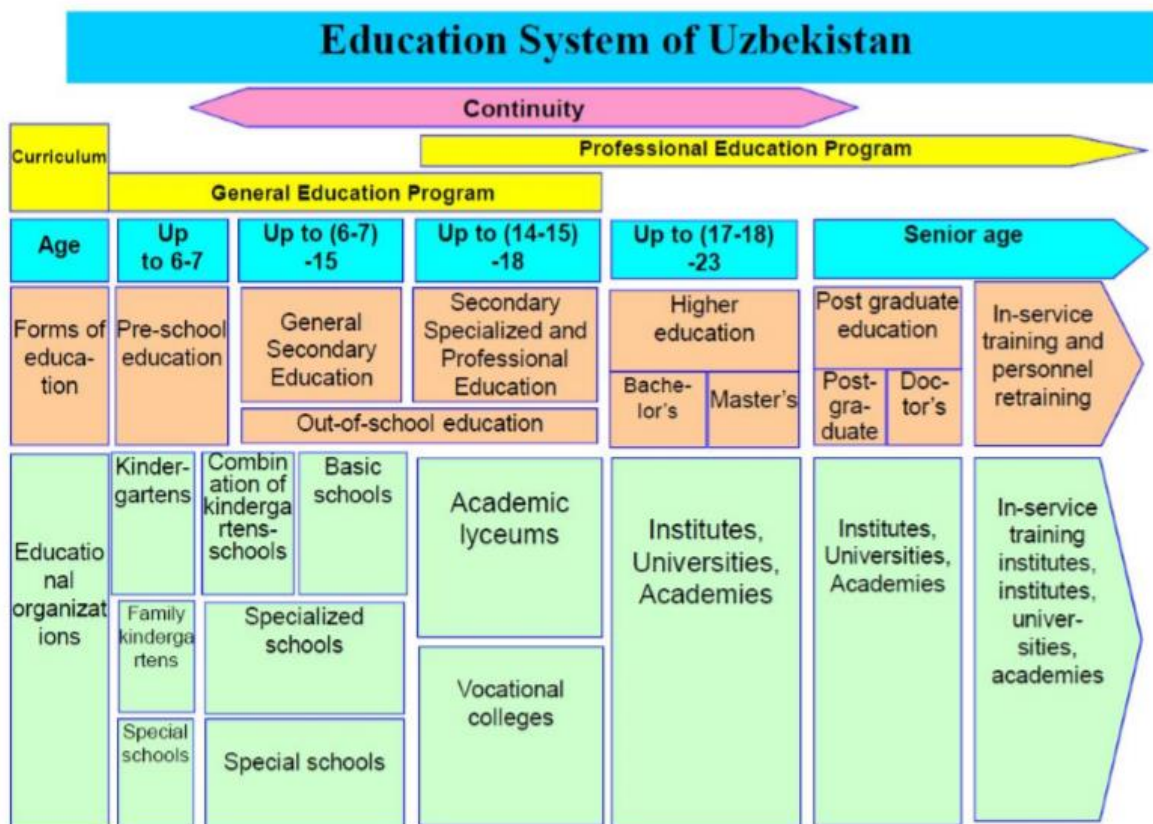 Education System of Uzbekistan
Continuity
Curriculum
Professional Education Program
General Education Program
Age
Up
to 6-7
Up to (6-7)
-15
Up to (14-15)
-18
Up to (17-18)
-23
Senior age
Forms of
educa-
tion
Pre-school
education
General
Secondary
Education
Secondary
Specialized and
Professional
Education
Out-of-school education
Higher
education
Bache-
lor's
Master's
Post graduate
education
Post-
gra-
duate
Doc-
tor's
In-service
training and
personnel
retraining
Educatio
nal
organizat
ions
Kinder-
gartens
Combina
tion of
kinderga
rtens-
schools
Basic
schools
Family
kinderga
rtens
Specialized
schools
Special
schools
Special schools
Academic
lyceums
Vocational
colleges
Institutes,
Universities,
Academies
Institutes,
Universities,
Academies
In-service
training
institutes,
institutes,
univer-
sities,
academies